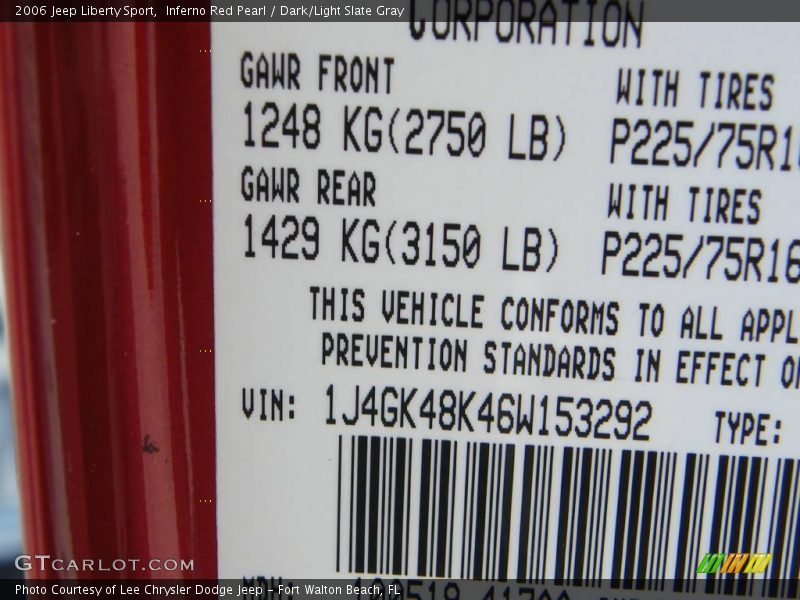 2006 Jeep Liberty Sport,  Inferno Red Pearl / Dark/Light Slate Gray
CORPORATION
GAWR FRONT WITH TIRES
1248 KG(2750 LB) P225/75R16
GAWR REAR WITH TIRES
1429 KG(3150 LB) P225/75R16
THIS VEHICLE CONFORMS TO ALL APPL
PREVENTION STANDARDS IN EFFECT ON
VIN: 1J4GK48K46W153292 TYPE:
MDH:
GTCARLOT.COM
Photo Courtesy of Lee Chrysler Dodge Jeep – Fort Walton Beach, FL